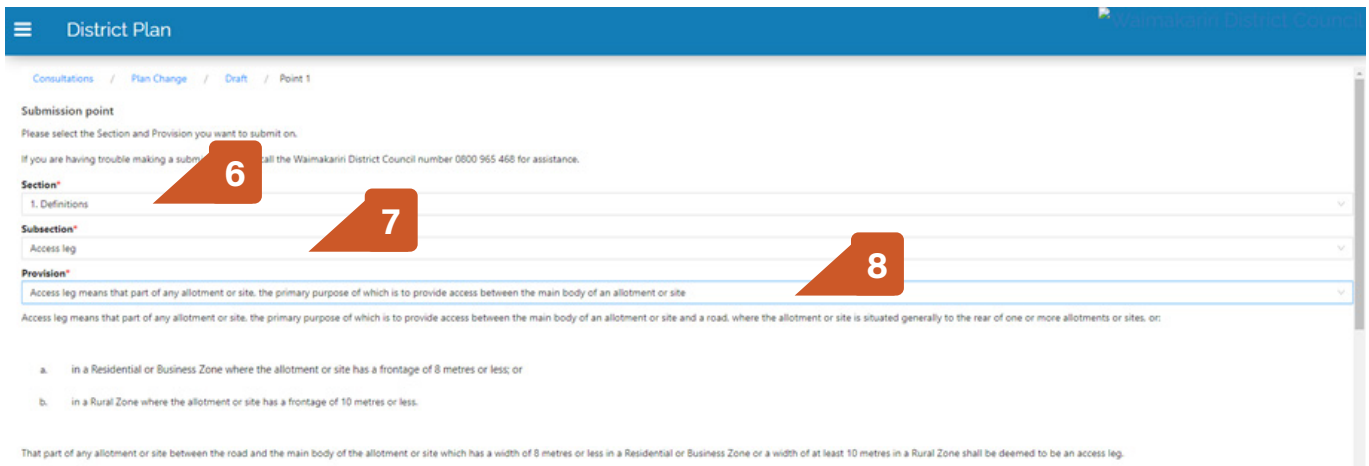 District Plan
Waimakariri District Council
Consultations / Plan Change / Draft / Point 1
Submission point
Please select the Section and Provision you want to submit on.
If you are having trouble making a subm all the Waimakariri District Council number 0800 965 468 for assistance.
6
Section*
1. Definitions
7
Subsection*
Access leg
8
Provision*
Access leg means that part of any allotment or site, the primary purpose of which is to provide access between the main body of an allotment or site
Access leg means that part of any allotment or site, the primary purpose of which is to provide access between the main body of an allotment or site and a road, where the allotment or site is situated generally to the rear of one or more allotments or sites, or:
a. in a Residential or Business Zone where the allotment or site has a frontage of 8 metres or less; or
b. in a Rural Zone where the allotment or site has a frontage of 10 metres or less.
That part of any allotment or site between the road and the main body of the allotment or site which has a width of 8 metres or less in a Residential or Business Zone or a width of at least 10 metres in a Rural Zone shall be deemed to be an access leg.